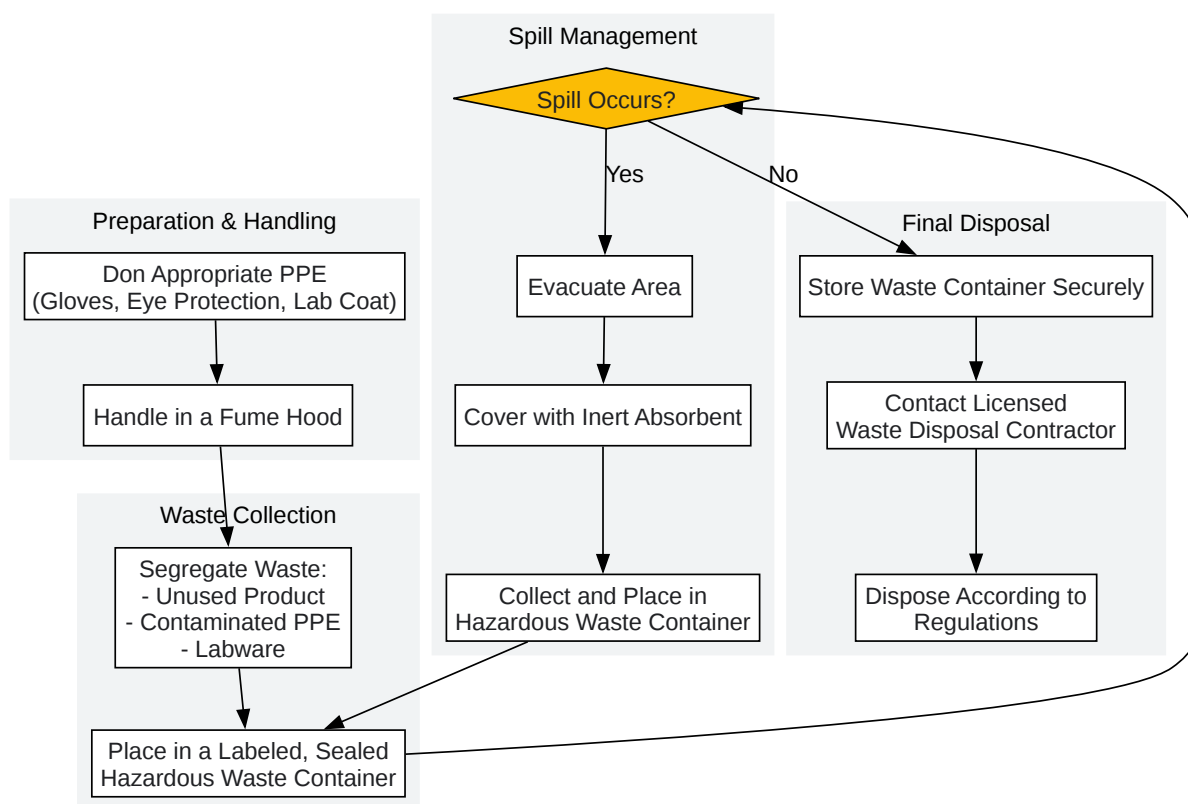 Spill Management
Spill Occurs?
Yes
No
Preparation & Handling
Don Appropriate PPE
(Gloves, Eye Protection, Lab Coat)
Handle in a Fume Hood
Evacuate Area
Cover with Inert Absorbent
Collect and Place in
Hazardous Waste Container
Final Disposal
Store Waste Container Securely
Contact Licensed
Waste Disposal Contractor
Dispose According to
Regulations
Waste Collection
Segregate Waste:
- Unused Product
- Contaminated PPE
- Labware
Place in a Labeled, Sealed
Hazardous Waste Container